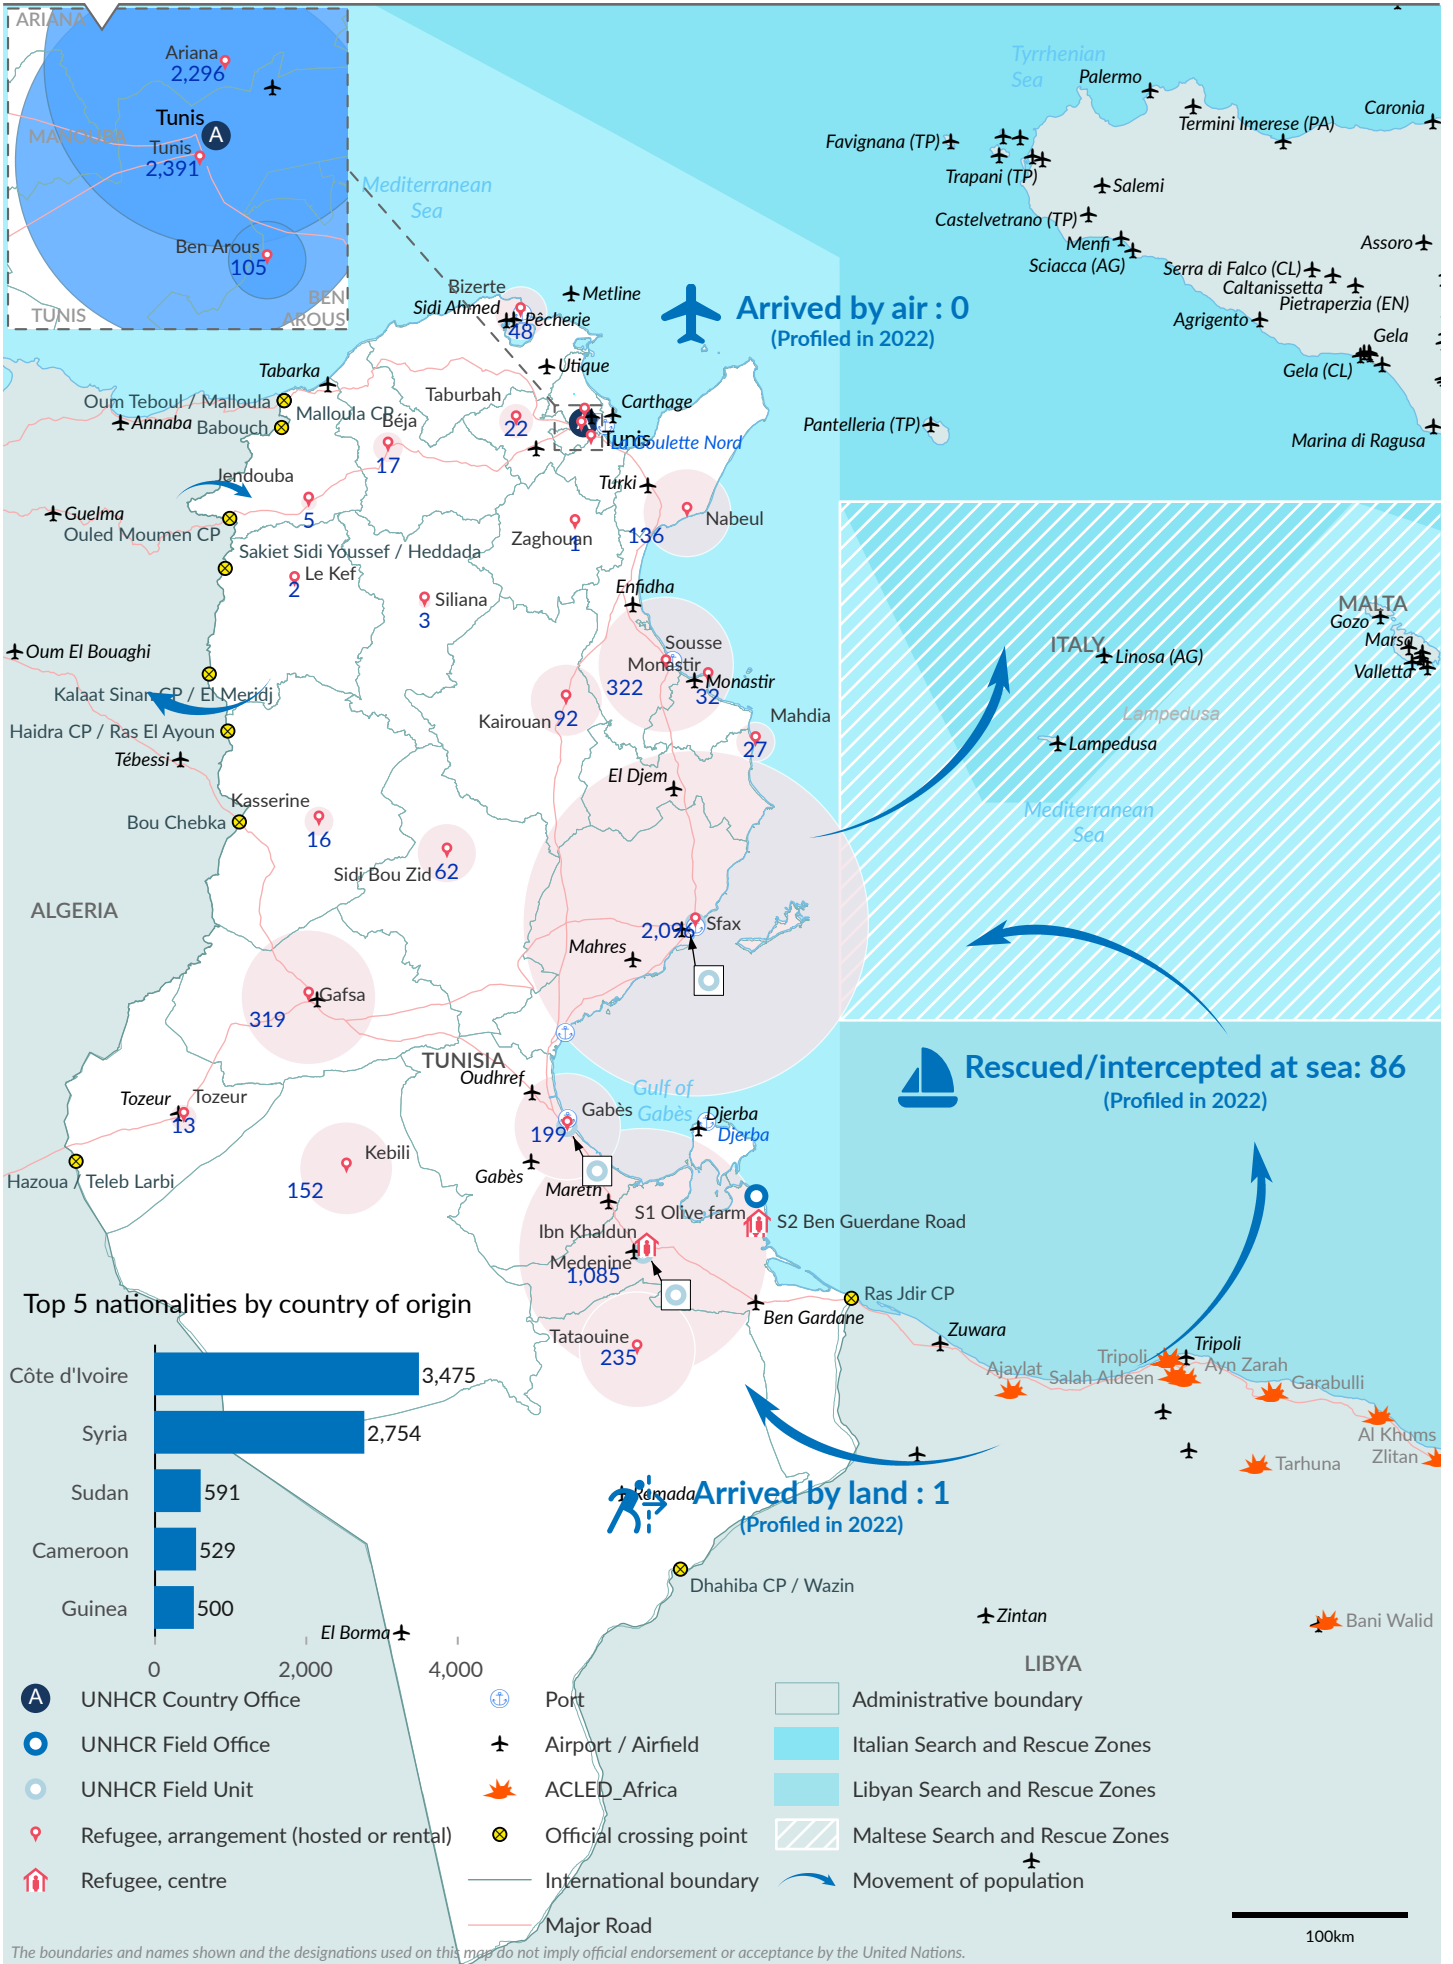 ARIANA
Ariana
2,296
Tunis
A
MANOUBA
Tunis
2,391
Ben Arous
105
BEN
AROUS
TUNIS
Mediterranean
Sea
Tyrrhenian
Sea
Palermo
Termini Imerese (PA)
Caronia
Favignana (TP)
Trapani (TP)
Salemi
Castelvetrano (TP)
Menfi
Sciacca (AG)
Assoro
Serra di Falco (CL)
Caltanissetta
Pietraperzia (EN)
Agrigento
Gela
Gela (CL)
Marina di Ragusa
Pantelleria (TP)
Arrived by air : 0
(Profiled in 2022)
Bizerte
Metline
Sidi Ahmed
Pêcherie
48
Utique
Tabarka
Oum Teboul / Malloula
Malloula CP
Annaba
Babouch
Béja
17
Taburbah
22
Carthage
Tunis
La Goulette Nord
Jendouba
5
Turki
Nabeul
136
Guelma
Ouled Moumen CP
Zaghouan
1
Sakiet Sidi Youssef / Heddada
Le Kef
2
Siliana
3
Enfidha
Sousse
Monastir
322
Monastir
32
Oum El Bouaghi
Kalaat Sinan CP / El Meridj
Kairouan
92
Mahdia
27
Haidra CP / Ras El Ayoun
Tébessi
El Djem
MALTA
Gozo
Marsa
Valletta
ITALY
Linosa (AG)
Lampedusa
Lampedusa
Mediterranean
Sea
Kasserine
16
Bou Chebka
Sidi Bou Zid
62
ALGERIA
2,096
Sfax
Mahres
Gafsa
319
TUNISIA
Oudhref
Gulf of
Gabès
Rescued/intercepted at sea: 86
(Profiled in 2022)
Tozeur
Tozeur
13
Gabès
199
Djerba
Djerba
Kebili
152
Hazoua / Teleb Larbi
Gabès
Mareth
S1 Olive farm
S2 Ben Guerdane Road
Ibn Khaldun
Medenine
1,085
Ras Jdir CP
Ben Gardane
Tataouine
235
Zuwara
Tripoli
Tripoli
Ajaylat
Salah Aldeen
Ayn Zarah
Garabulli
Al Khums
Zlitan
Tarhuna
Top 5 nationalities by country of origin
Côte d'Ivoire
3,475
Syria
2,754
Sudan
591
Cameroon
529
Guinea
500
0
2,000
4,000
Remada
Arrived by land : 1
(Profiled in 2022)
Dhahiba CP / Wazin
El Borma
Zintan
Bani Walid
LIBYA
A
UNHCR Country Office
UNHCR Field Office
UNHCR Field Unit
Refugee, arrangement (hosted or rental)
Refugee, centre
Port
Airport / Airfield
ACLED_Africa
Official crossing point
International boundary
Major Road
Administrative boundary
Italian Search and Rescue Zones
Libyan Search and Rescue Zones
Maltese Search and Rescue Zones
Movement of population
100km
The boundaries and names shown and the designations used on this map do not imply official endorsement or acceptance by the United Nations.